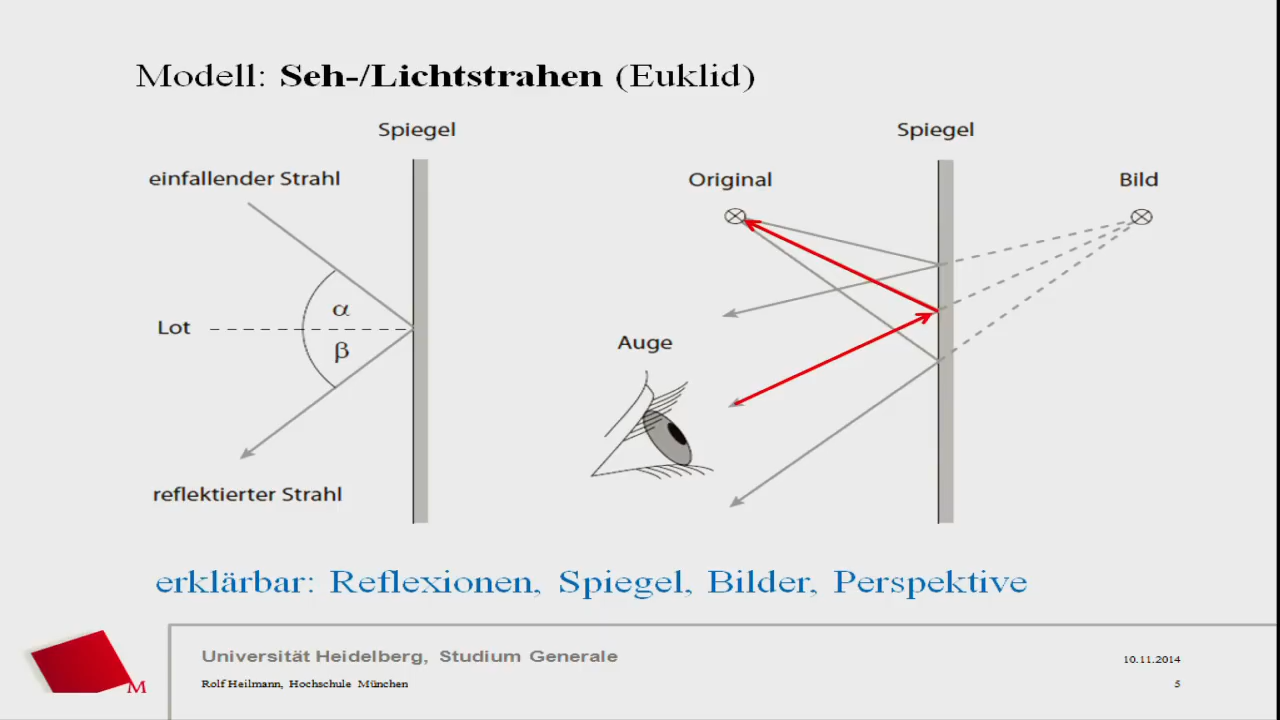 Modell: Seh-/Lichtstrahen (Euklid)
Spiegel
einfallender Strahl
α
Lot
β
reflektierter Strahl
Spiegel
Original
Bild
Auge
erklärbar: Reflexionen, Spiegel, Bilder, Perspektive
M
Universität Heidelberg, Studium Generale
10.11.2014
Rolf Heilmann, Hochschule München
5